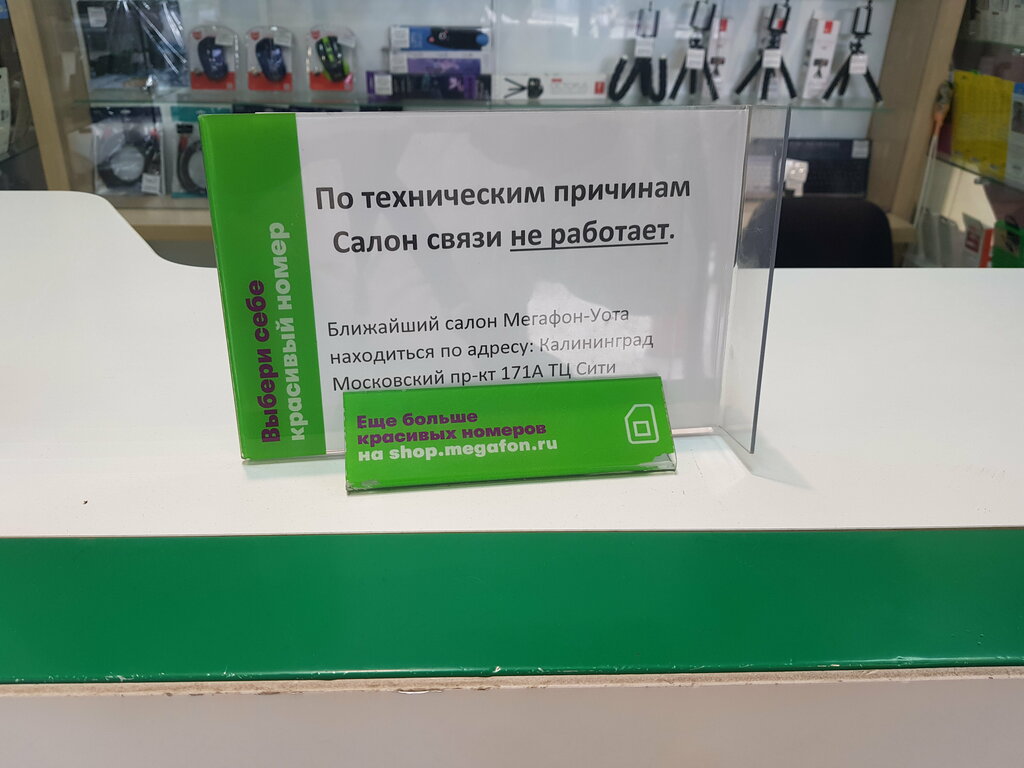 Выбери себе
красивый номер
По техническим причинам
Салон связи не работает.
Ближайший салон Мегафон-Уота
находиться по адресу: Калининград
Московский пр-кт 171А ТЦ Сити
Еще больше
красивых номеров
на shop.megafon.ru